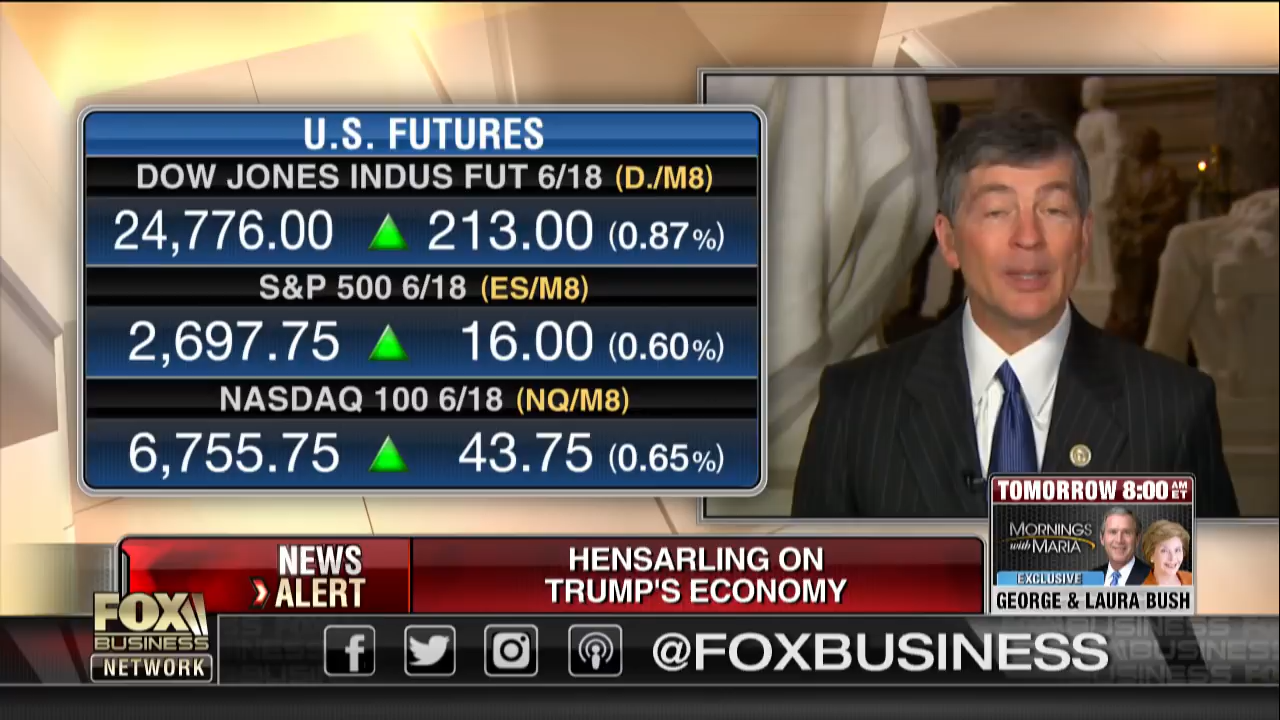 U.S. FUTURES
DOW JONES INDUS FUT 6/18 (D./M8)
24,776.00 ▲ 213.00 (0.87%)
S&P 500 6/18 (ES/M8)
2,697.75 ▲ 16.00 (0.60%)
NASDAQ 100 6/18 (NQ/M8)
6,755.75 ▲ 43.75 (0.65%)
NEWS
ALERT
HENSARLING ON
TRUMP'S ECONOMY
TOMORROW 8:00 AM ET
MORNINGS
with MARIA
EXCLUSIVE
GEORGE & LAURA BUSH
FOX
BUSINESS
NETWORK
@FOXBUSINESS